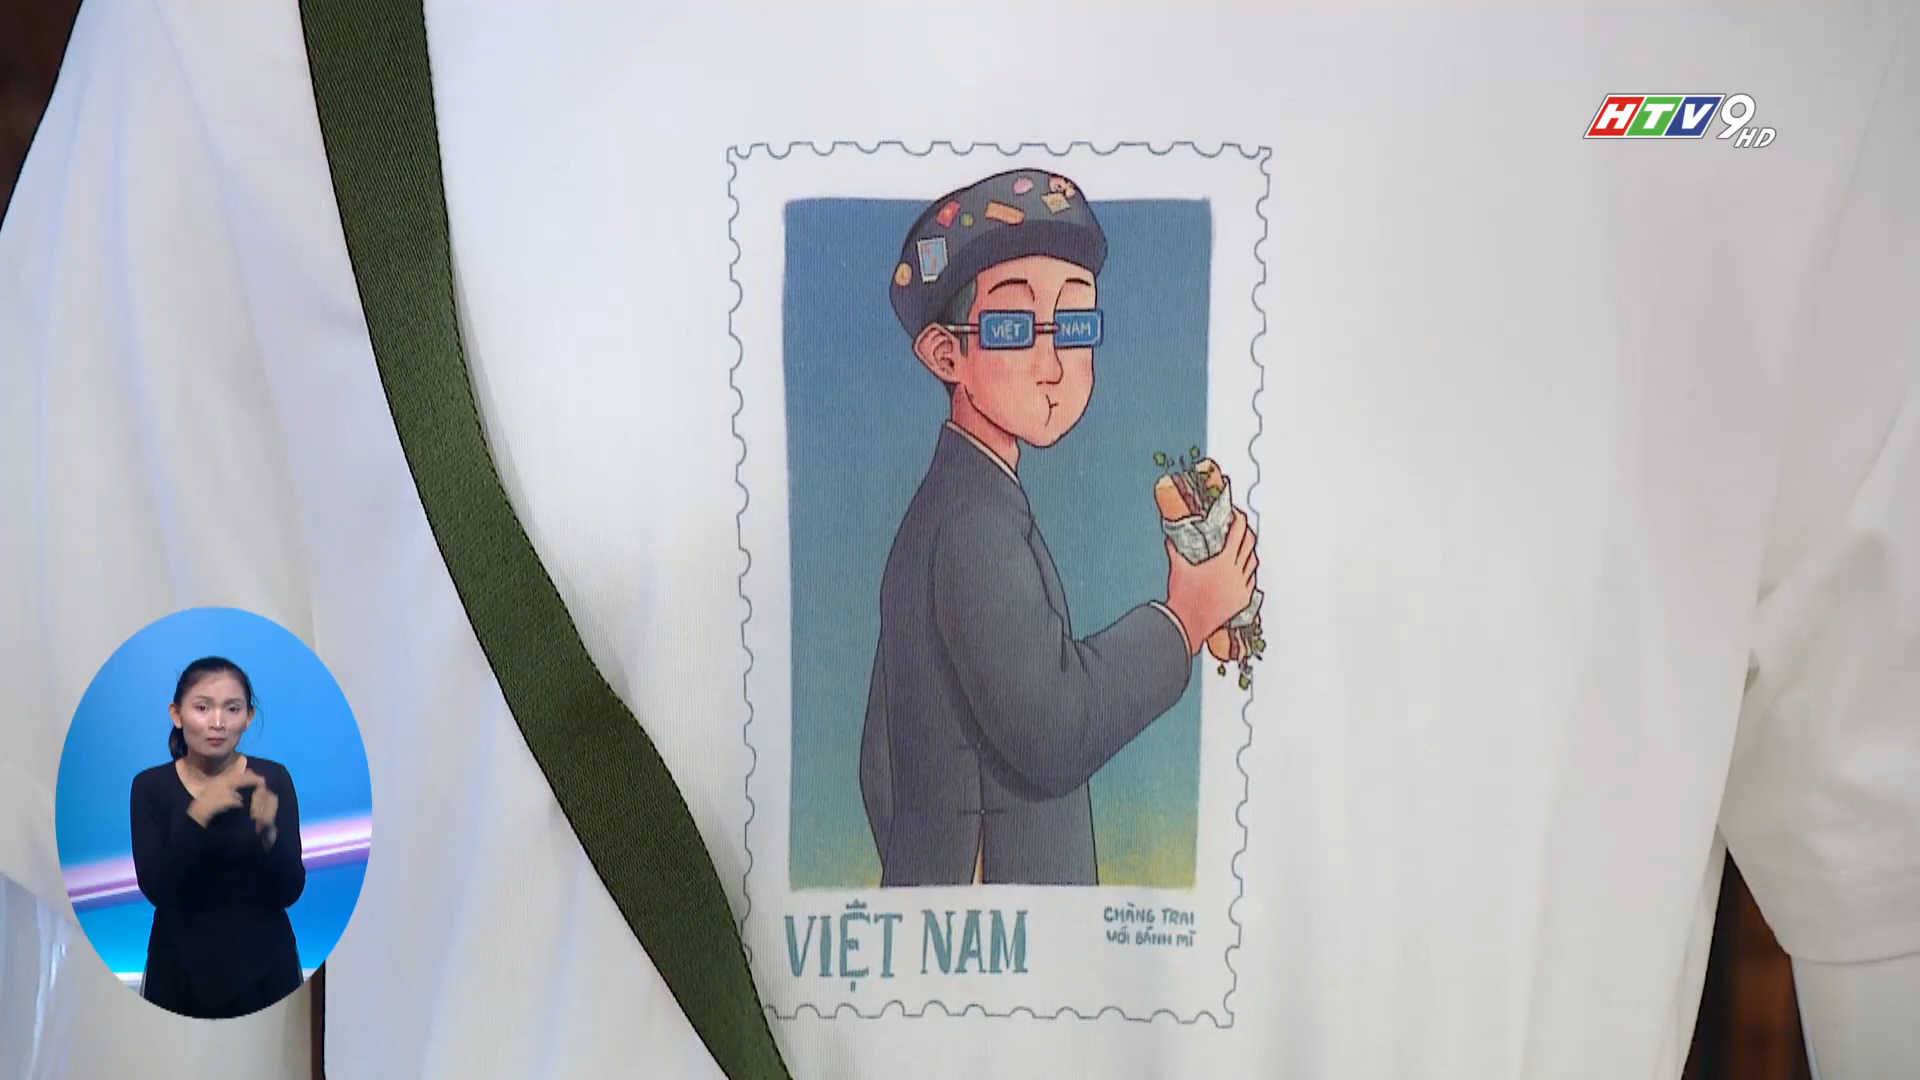 HTV9
HD
VIỆT NAM
VIỆT NAM
CHÀNG TRAI
VỚI BÁNH MÌ